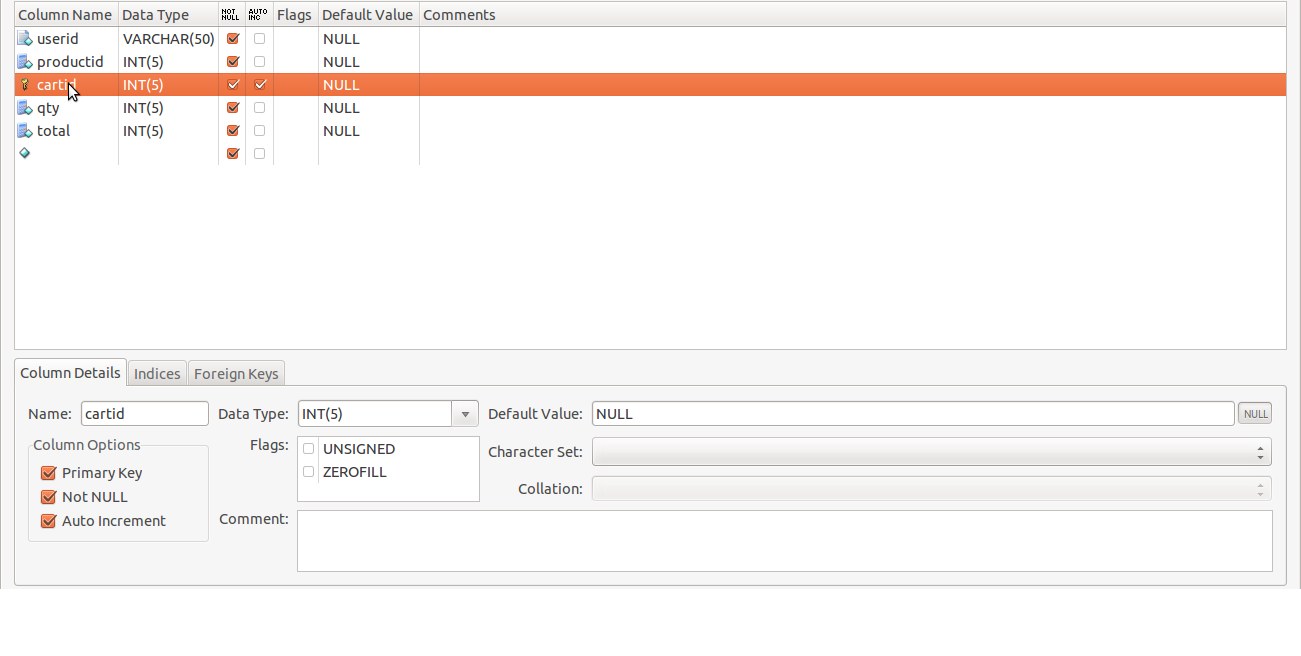 Column Name Data Type NOT NULL AUTO INC Flags Default Value Comments
userid VARCHAR(50) NULL
productid INT(5) NULL
cartid INT(5) NULL
qty INT(5) NULL
total INT(5) NULL
Column Details Indices Foreign Keys
Name: cartid Data Type: INT(5) Default Value: NULL NULL
Column Options Flags: UNSIGNED Character Set:
Primary Key ZEROFILL
Not NULL Collation:
Auto Increment Comment: